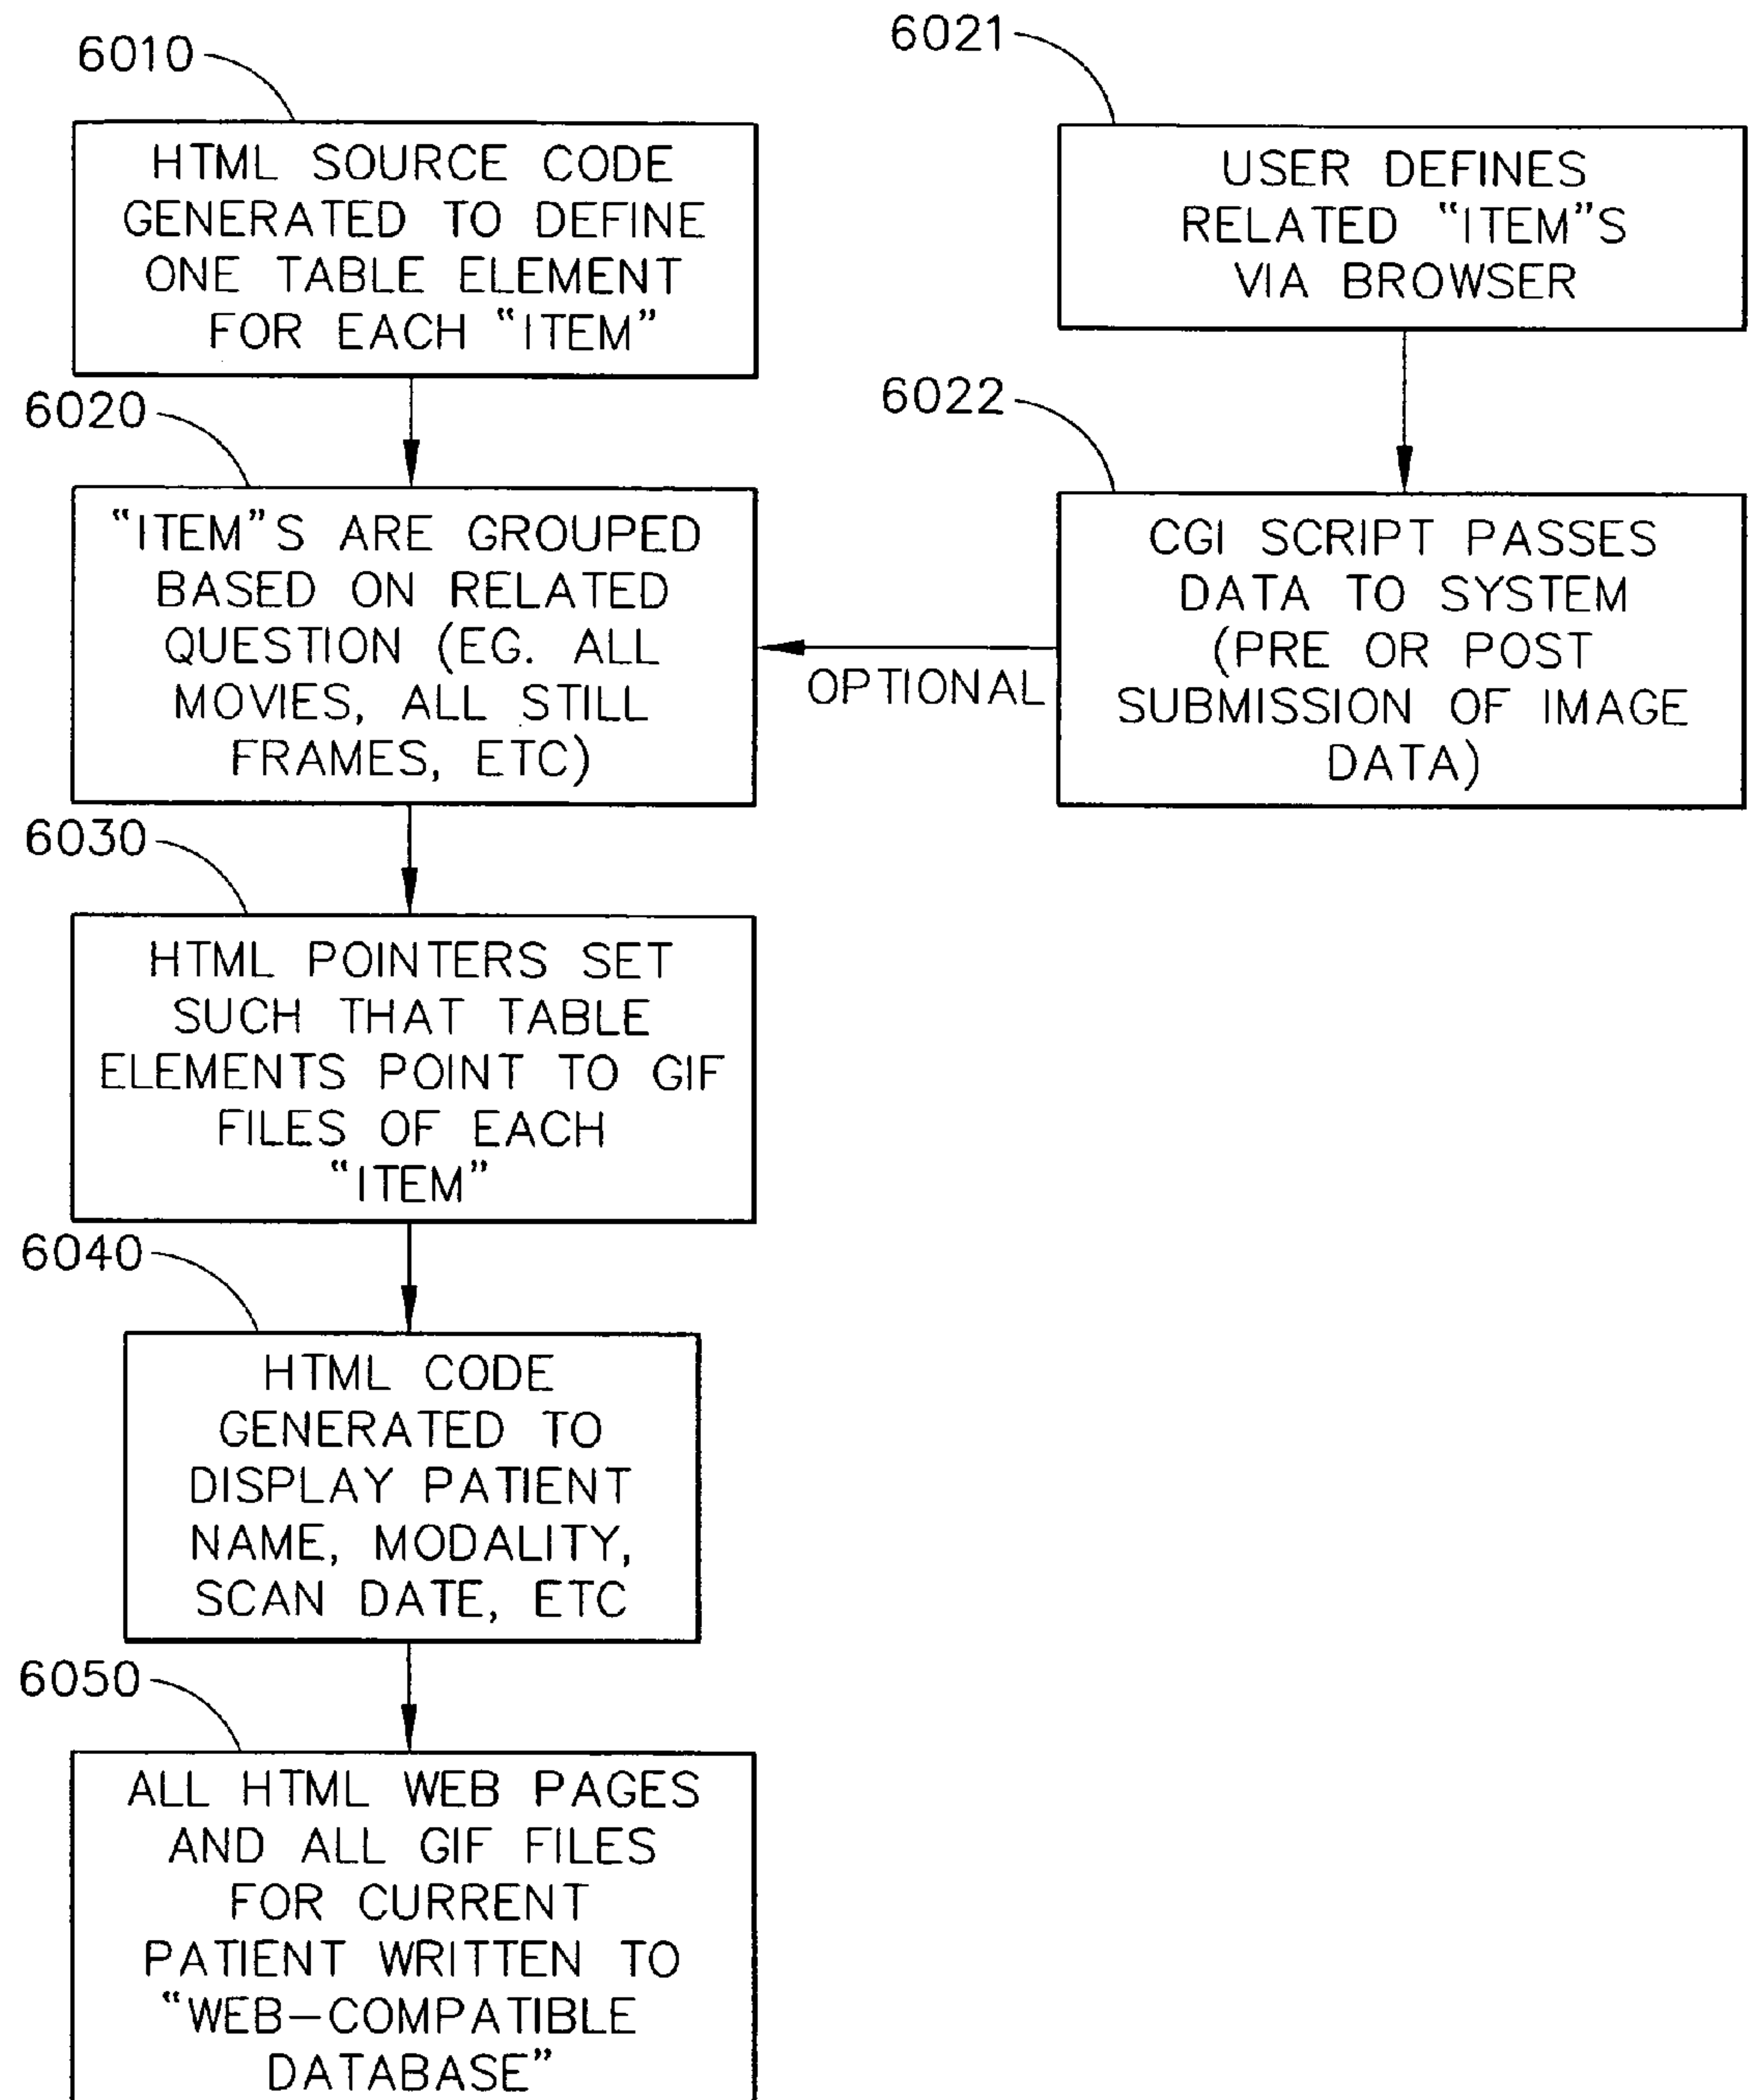 6010
HTML SOURCE CODE
GENERATED TO DEFINE
ONE TABLE ELEMENT
FOR EACH “ITEM”
6020
“ITEM”S ARE GROUPED
BASED ON RELATED
QUESTION (EG. ALL
MOVIES, ALL STILL
FRAMES, ETC)
6021
USER DEFINES
RELATED “ITEM”S
VIA BROWSER
6022
CGI SCRIPT PASSES
DATA TO SYSTEM
(PRE OR POST
SUBMISSION OF IMAGE
DATA)
OPTIONAL
6030
HTML POINTERS SET
SUCH THAT TABLE
ELEMENTS POINT TO GIF
FILES OF EACH
“ITEM”
6040
HTML CODE
GENERATED TO
DISPLAY PATIENT
NAME, MODALITY,
SCAN DATE, ETC
6050
ALL HTML WEB PAGES
AND ALL GIF FILES
FOR CURRENT
PATIENT WRITTEN TO
“WEB–COMPATIBLE
DATABASE”